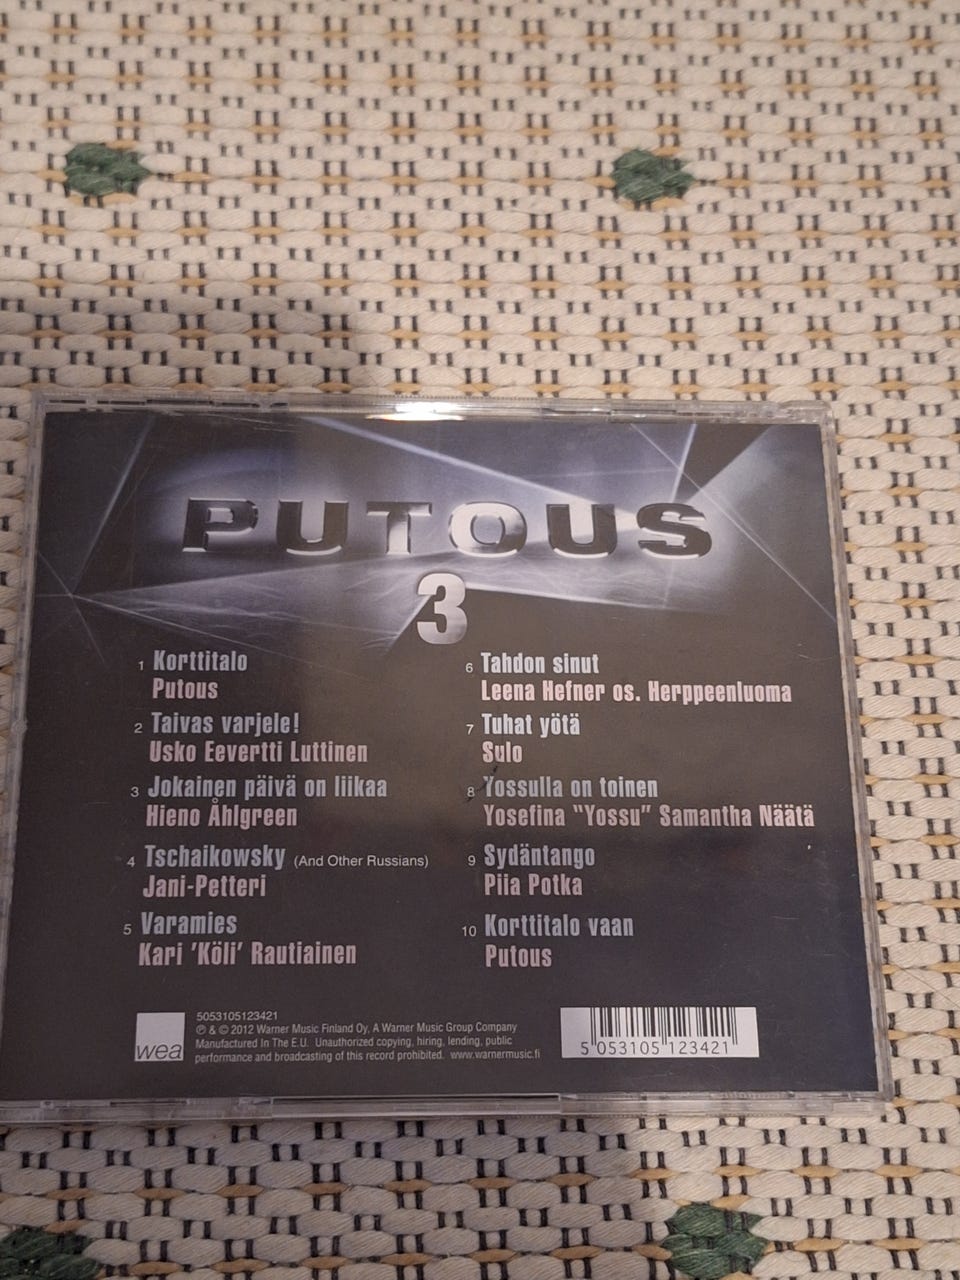 PUTOUS
3
1 Korttitalo
Putous
2 Taivas varjele!
Usko Eevertti Luttinen
3 Jokainen päivä on liikaa
Hieno Åhlgreen
4 Tschaikowsky (And Other Russians)
Jani-Petteri
5 Varamies
Kari 'Köli' Rautiainen
6 Tahdon sinut
Leena Hefner os. Herppeenluoma
7 Tuhat yötä
Sulo
8 Yossulla on toinen
Yosefina "Yossu" Samantha Näätä
9 Sydäntango
Piia Potka
10 Korttitalo vaan
Putous
wea
5053105123421
℗ & © 2012 Warner Music Finland Oy, A Warner Music Group Company
Manufactured In The E.U. Unauthorized copying, hiring, lending, public
performance and broadcasting of this record prohibited. www.warnermusic.fi
5 053105 123421